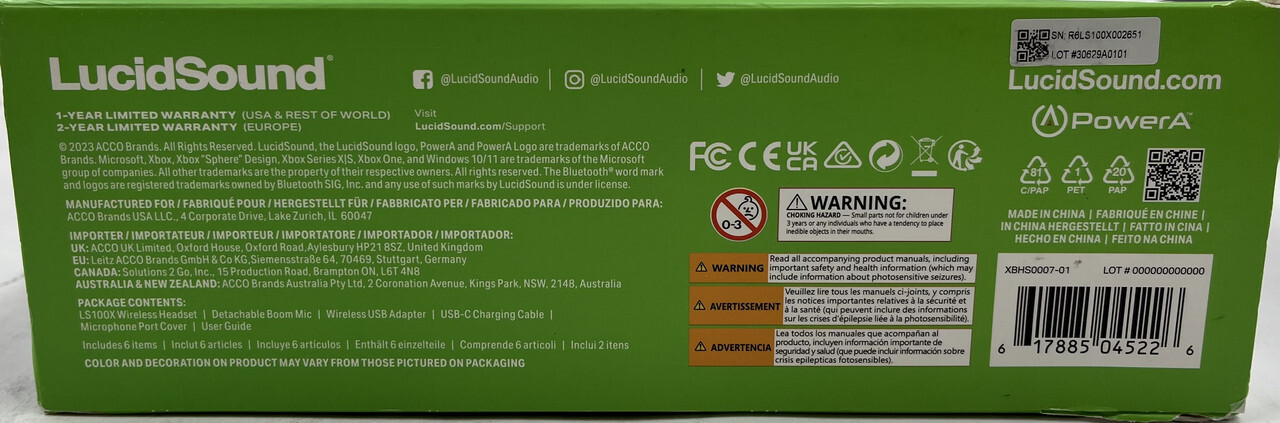 LucidSound®
@LucidSoundAudio | @LucidSoundAudio | @LucidSoundAudio
1-YEAR LIMITED WARRANTY (USA & REST OF WORLD)
2-YEAR LIMITED WARRANTY (EUROPE)
Visit
LucidSound.com/Support
© 2023 ACCO Brands. All Rights Reserved. LucidSound, the LucidSound logo, PowerA and PowerA Logo are trademarks of ACCO
Brands. Microsoft, Xbox, Xbox "Sphere" Design, Xbox Series X|S, Xbox One, and Windows 10/11 are trademarks of the Microsoft
group of companies. All other trademarks are the property of their respective owners. All rights reserved. The Bluetooth® word mark
and logos are registered trademarks owned by Bluetooth SIG, Inc. and any use of such marks by LucidSound is under license.
MANUFACTURED FOR / FABRIQUÉ POUR / HERGESTELLT FÜR / FABBRICATO PER / FABRICADO PARA / PRODUZIDO PARA:
ACCO Brands USA LLC., 4 Corporate Drive, Lake Zurich, IL 60047
IMPORTER / IMPORTATEUR / IMPORTEUR / IMPORTATORE / IMPORTADOR / IMPORTADOR:
UK: ACCO UK Limited, Oxford House, Oxford Road, Aylesbury HP21 8SZ, United Kingdom
EU: Leitz ACCO Brands GmbH & Co KG, Siemensstraße 64, 70469, Stuttgart, Germany
CANADA: Solutions 2 Go, Inc., 15 Production Road, Brampton ON, L6T 4N8
AUSTRALIA & NEW ZEALAND: ACCO Brands Australia Pty Ltd, 2 Coronation Avenue, Kings Park, NSW, 2148, Australia
PACKAGE CONTENTS:
LS100X Wireless Headset | Detachable Boom Mic | Wireless USB Adapter | USB-C Charging Cable |
Microphone Port Cover | User Guide
Includes 6 items | Inclut 6 articles | Incluye 6 artículos | Enthält 6 einzelteile | Comprende 6 articoli | Inclui 2 itens
COLOR AND DECORATION ON PRODUCT MAY VARY FROM THOSE PICTURED ON PACKAGING
FC CE UK CA
0-3
WARNING:
CHOKING HAZARD — Small parts not for children under
3 years or any individuals who have a tendency to place
inedible objects in their mouths.
WARNING
Read all accompanying product manuals, including
important safety and health information (which may
include information about photosensitive seizures).
AVERTISSEMENT
Veuillez lire tous les manuels ci-joints, y compris
les notices importantes relatives à la sécurité et
à la santé (qui peuvent inclure des informations
sur les crises d'épilepsie liée à la photosensibilité).
ADVERTENCIA
Lea todos los manuales que acompañan al
producto, incluyen información importante de
seguridad y salud (que puede incluir información sobre
crisis epilepticas fotosensibles).
SN: R6LS100X002651
LOT #30629A0101
LucidSound.com
PowerA
81 1 20
C/PAP PET PAP
MADE IN CHINA | FABRIQUÉ EN CHINE |
IN CHINA HERGESTELLT | FATTO IN CINA |
HECHO EN CHINA | FEITO NA CHINA
XBHS0007-01 LOT # 000000000000
6 17885 04522 6